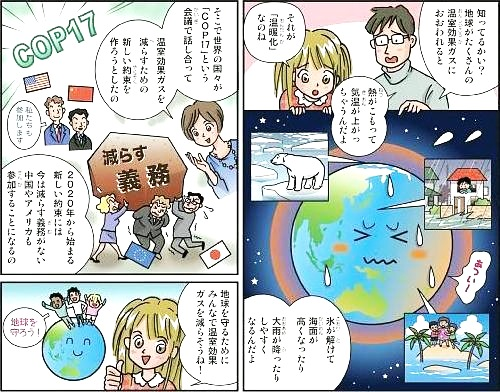 知ってるかい？
地球がたくさんの
温室効果ガスに
おおわれると
それが
「温暖化」
なのね
熱がこもって
気温が上がっ
ちゃうんだよ
あつい〜
氷が解けて
海面が
高くなったり
大雨が降ったり
しやすく
なるんだよ
そこで世界の国々が
「COP17」という
会議で話し合って
温室効果ガスを
減らすための
新しい約束を
作ろうとしたの
COP17
私たちも
参加します
減らす
義務
2020年から始まる
新しい約束には
今は減らす義務がない
中国やアメリカも
参加することになるの
地球を守るために
みんなで温室効果
ガスを減らそうね！
地球を
守ろう！